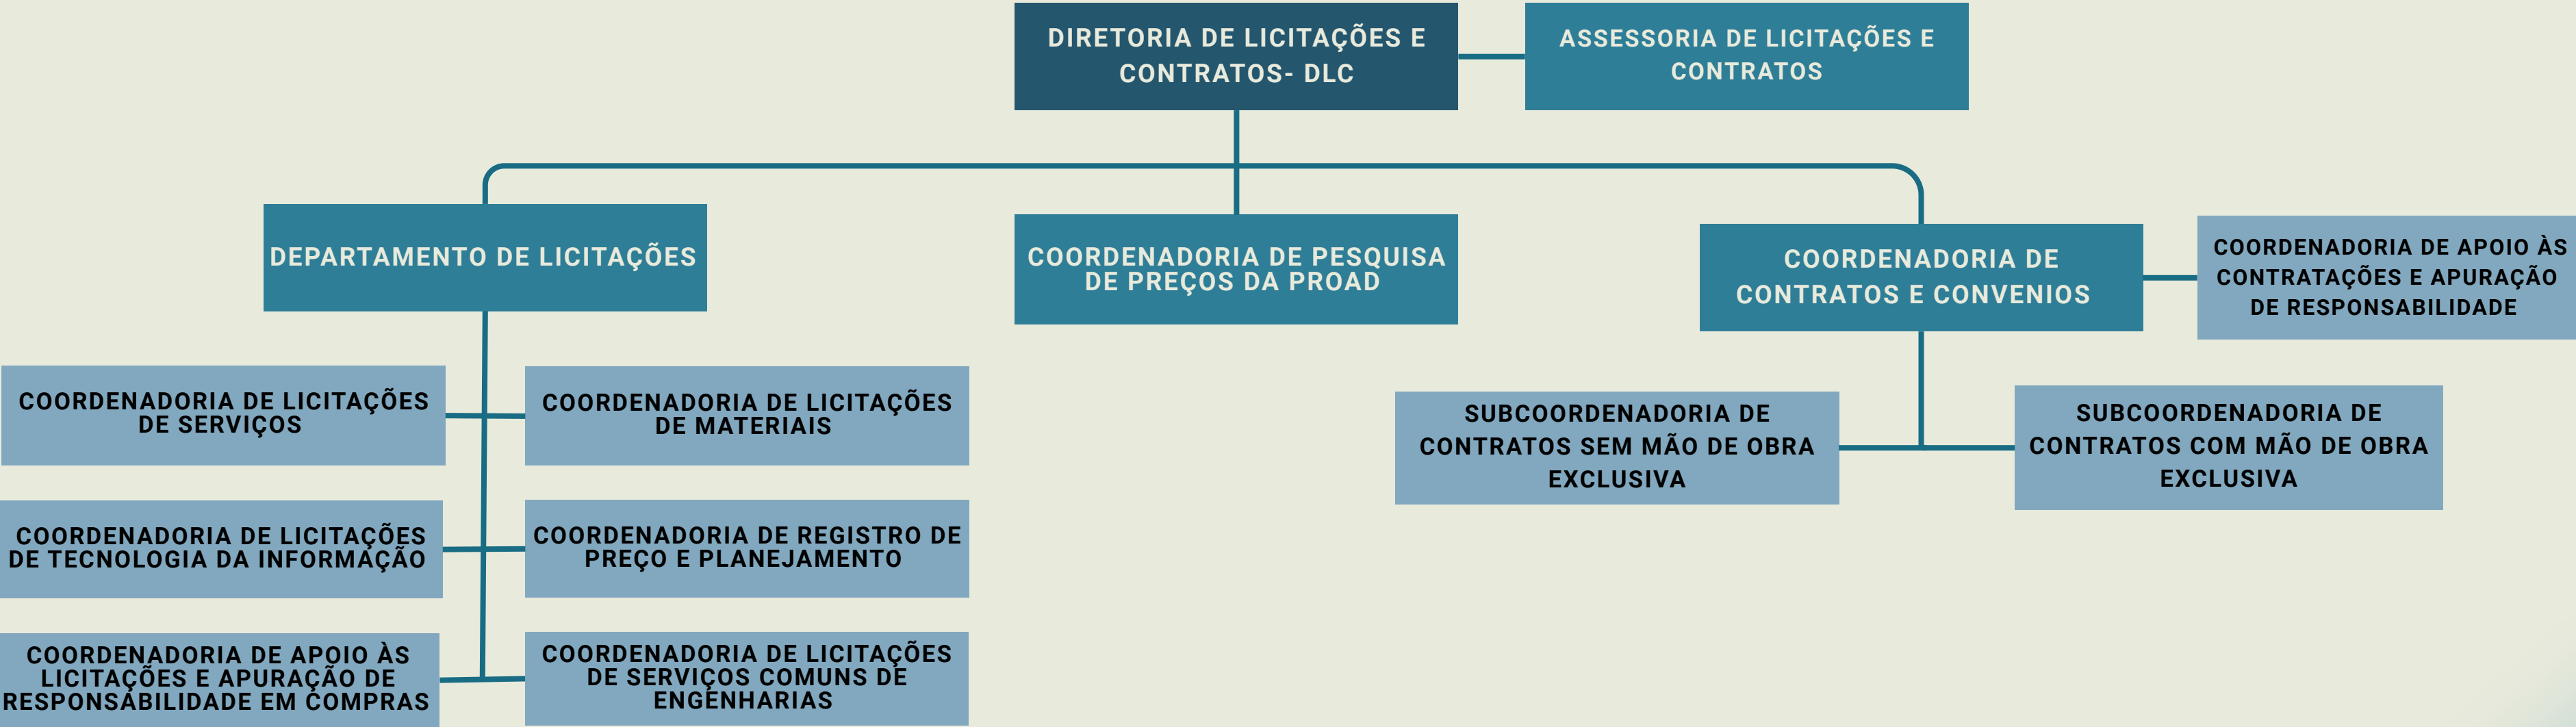 DIRETORIA DE LICITAÇÕES E
CONTRATOS- DLC
ASSESSORIA DE LICITAÇÕES E
CONTRATOS
DEPARTAMENTO DE LICITAÇÕES
COORDENADORIA DE PESQUISA
DE PREÇOS DA PROAD
COORDENADORIA DE
CONTRATOS E CONVENIOS
COORDENADORIA DE APOIO ÀS
CONTRATAÇÕES E APURAÇÃO
DE RESPONSABILIDADE
COORDENADORIA DE LICITAÇÕES
DE SERVIÇOS
COORDENADORIA DE LICITAÇÕES
DE MATERIAIS
SUBCOORDENADORIA DE
CONTRATOS SEM MÃO DE OBRA
EXCLUSIVA
SUBCOORDENADORIA DE
CONTRATOS COM MÃO DE OBRA
EXCLUSIVA
COORDENADORIA DE LICITAÇÕES
DE TECNOLOGIA DA INFORMAÇÃO
COORDENADORIA DE REGISTRO DE
PREÇO E PLANEJAMENTO
COORDENADORIA DE APOIO ÀS
LICITAÇÕES E APURAÇÃO DE
RESPONSABILIDADE EM COMPRAS
COORDENADORIA DE LICITAÇÕES
DE SERVIÇOS COMUNS DE
ENGENHARIAS